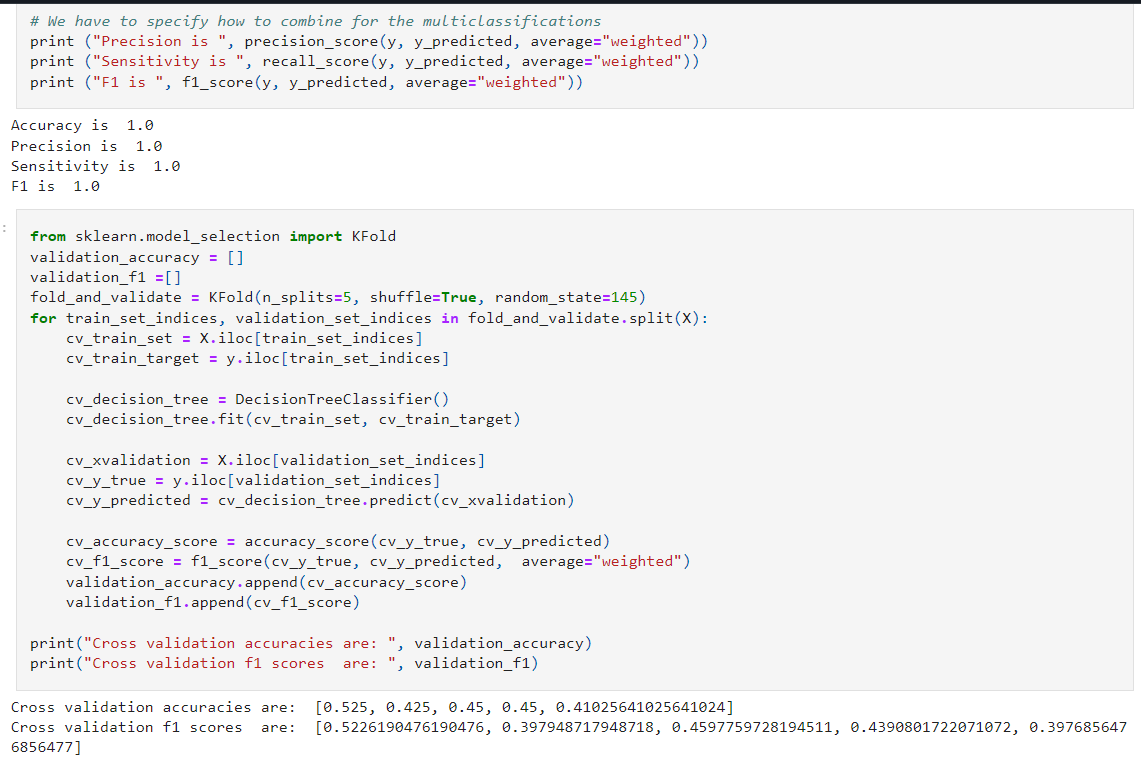 # We have to specify how to combine for the multiclassifications
print ("Precision is ", precision_score(y, y_predicted, average="weighted"))
print ("Sensitivity is ", recall_score(y, y_predicted, average="weighted"))
print ("F1 is ", f1_score(y, y_predicted, average="weighted"))
Accuracy is  1.0
Precision is  1.0
Sensitivity is  1.0
F1 is  1.0
:
from sklearn.model_selection import KFold
validation_accuracy = []
validation_f1 =[]
fold_and_validate = KFold(n_splits=5, shuffle=True, random_state=145)
for train_set_indices, validation_set_indices in fold_and_validate.split(X):
    cv_train_set = X.iloc[train_set_indices]
    cv_train_target = y.iloc[train_set_indices]
    cv_decision_tree = DecisionTreeClassifier()
    cv_decision_tree.fit(cv_train_set, cv_train_target)
    cv_xvalidation = X.iloc[validation_set_indices]
    cv_y_true = y.iloc[validation_set_indices]
    cv_y_predicted = cv_decision_tree.predict(cv_xvalidation)
    cv_accuracy_score = accuracy_score(cv_y_true, cv_y_predicted)
    cv_f1_score = f1_score(cv_y_true, cv_y_predicted,  average="weighted")
    validation_accuracy.append(cv_accuracy_score)
    validation_f1.append(cv_f1_score)
print("Cross validation accuracies are: ", validation_accuracy)
print("Cross validation f1 scores  are: ", validation_f1)
Cross validation accuracies are:  [0.525, 0.425, 0.45, 0.45, 0.41025641025641024]
Cross validation f1 scores  are:  [0.5226190476190476, 0.397948717948718, 0.4597759728194511, 0.4390801722071072, 0.397685647
6856477]